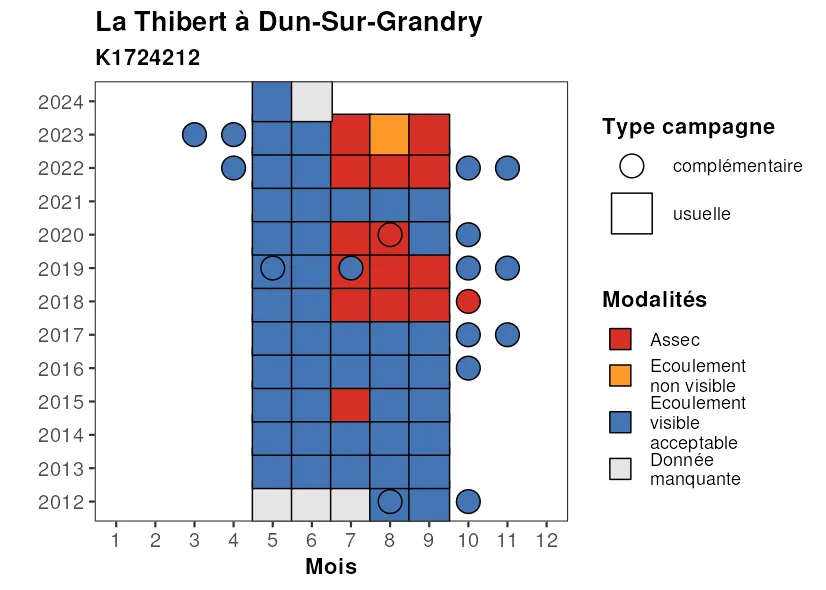 La Thibert à Dun-Sur-Grandry
K1724212
2024
2023
2022
2021
2020
2019
2018
2017
2016
2015
2014
2013
2012
1 2 3 4 5 6 7 8 9 10 11 12
Mois
Type campagne
complémentaire
usuelle
Modalités
Assec
Ecoulement
non visible
Ecoulement
visible
acceptable
Donnée
manquante